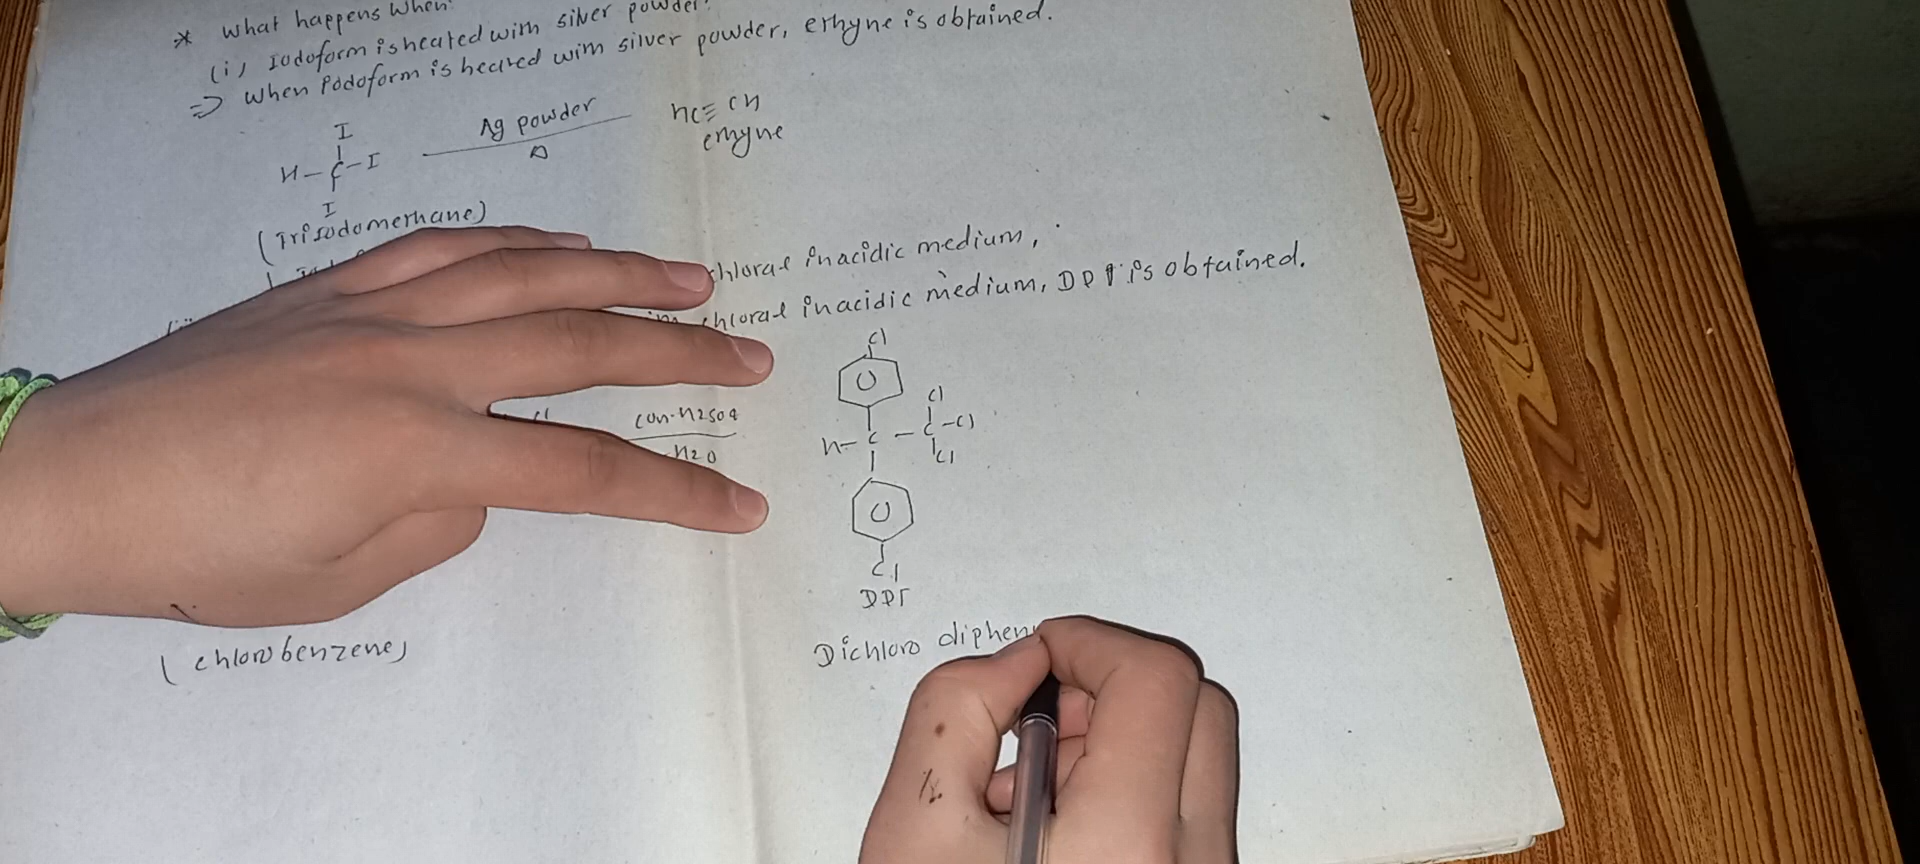 * What happens when
(i) Iodoform is heated with silver powder.
=> when Iodoform is heated with silver powder, ethyne is obtained.
I
H-C-I
I
Ag powder
Δ
HC≡CH
ethyne
(Triiodomethane)
chloral in acidic medium,
chloral in acidic medium, DDT is obtained.
Cl
con. H2SO4
H2O
Cl
H-C-C-Cl
Cl
Cl
Cl
DDT
(chlorobenzene)
Dichloro diphen